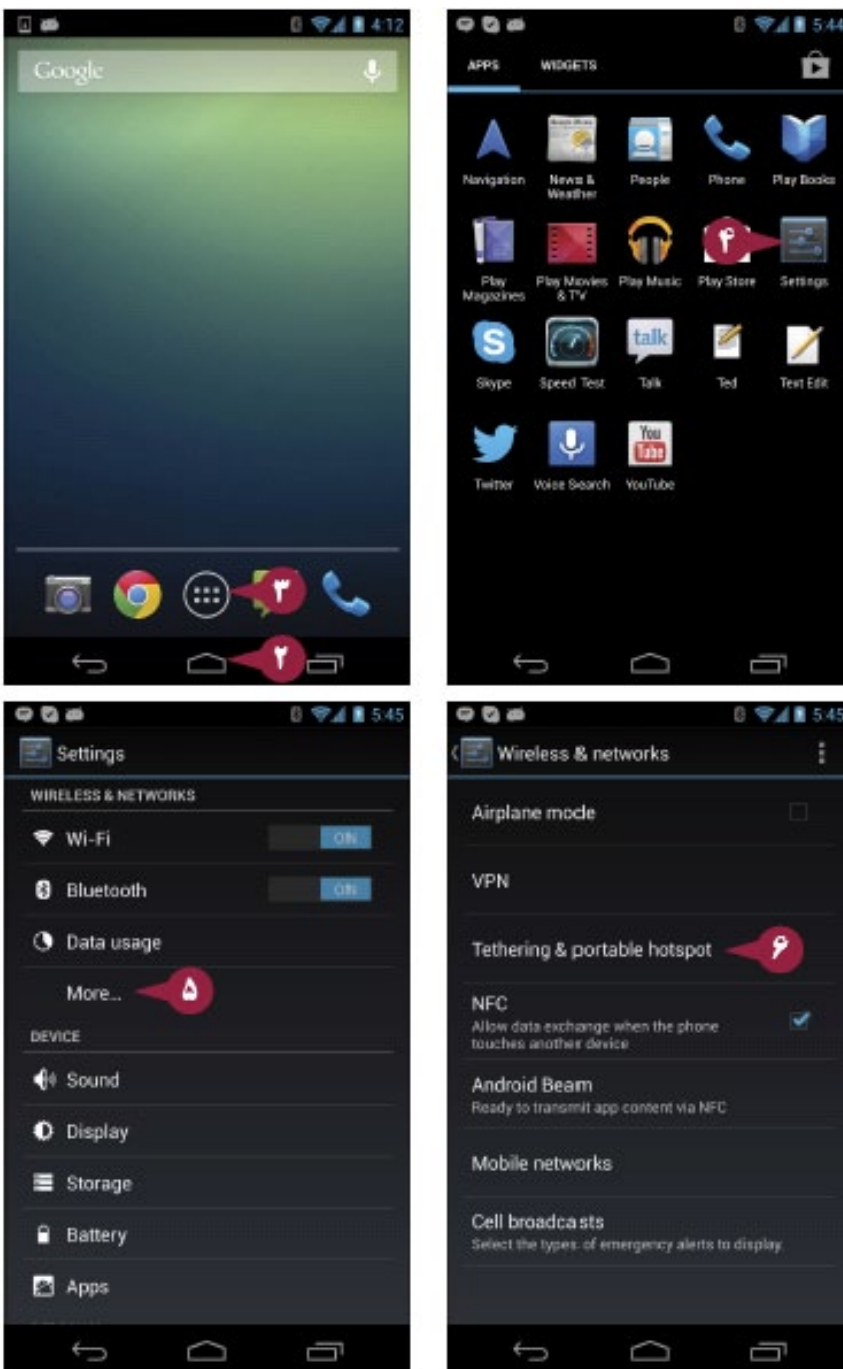 4:12
Google
۳
۲
5:44
APPS WIDGETS
Navigation News & Weather People Phone Play Books
۴
Play Magazines Play Movies & TV Play Music Play Store Settings
talk
Skype Speed Test Talk Ted Text Edit
You Tube
Twitter Voice Search YouTube
5:45
Settings
WIRELESS & NETWORKS
Wi-Fi ON
Bluetooth ON
Data usage
More... ۵
DEVICE
Sound
Display
Storage
Battery
Apps
5:45
Wireless & networks
Airplane mode
VPN
Tethering & portable hotspot ۶
NFC
Allow data exchange when the phone
touches another device
Android Beam
Ready to transmit app content via NFC
Mobile networks
Cell broadcasts
Select the types of emergency alerts to display